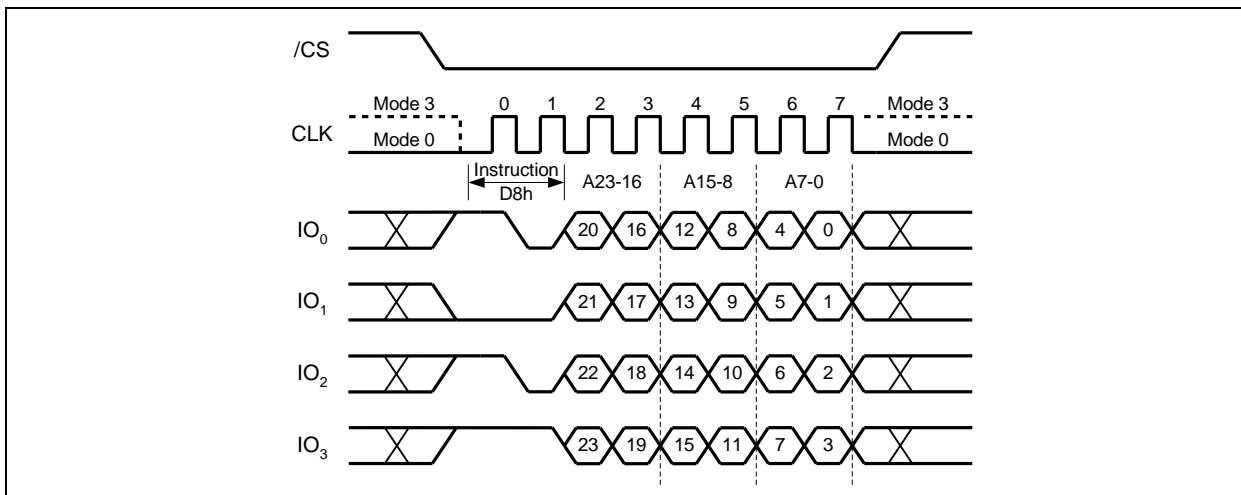 /CS
Mode 3 0 1 2 3 4 5 6 7 Mode 3
CLK
Mode 0 Mode 0
Instruction
D8h A23-16 A15-8 A7-0
IO0 20 16 12 8 4 0
IO1 21 17 13 9 5 1
IO2 22 18 14 10 6 2
IO3 23 19 15 11 7 3